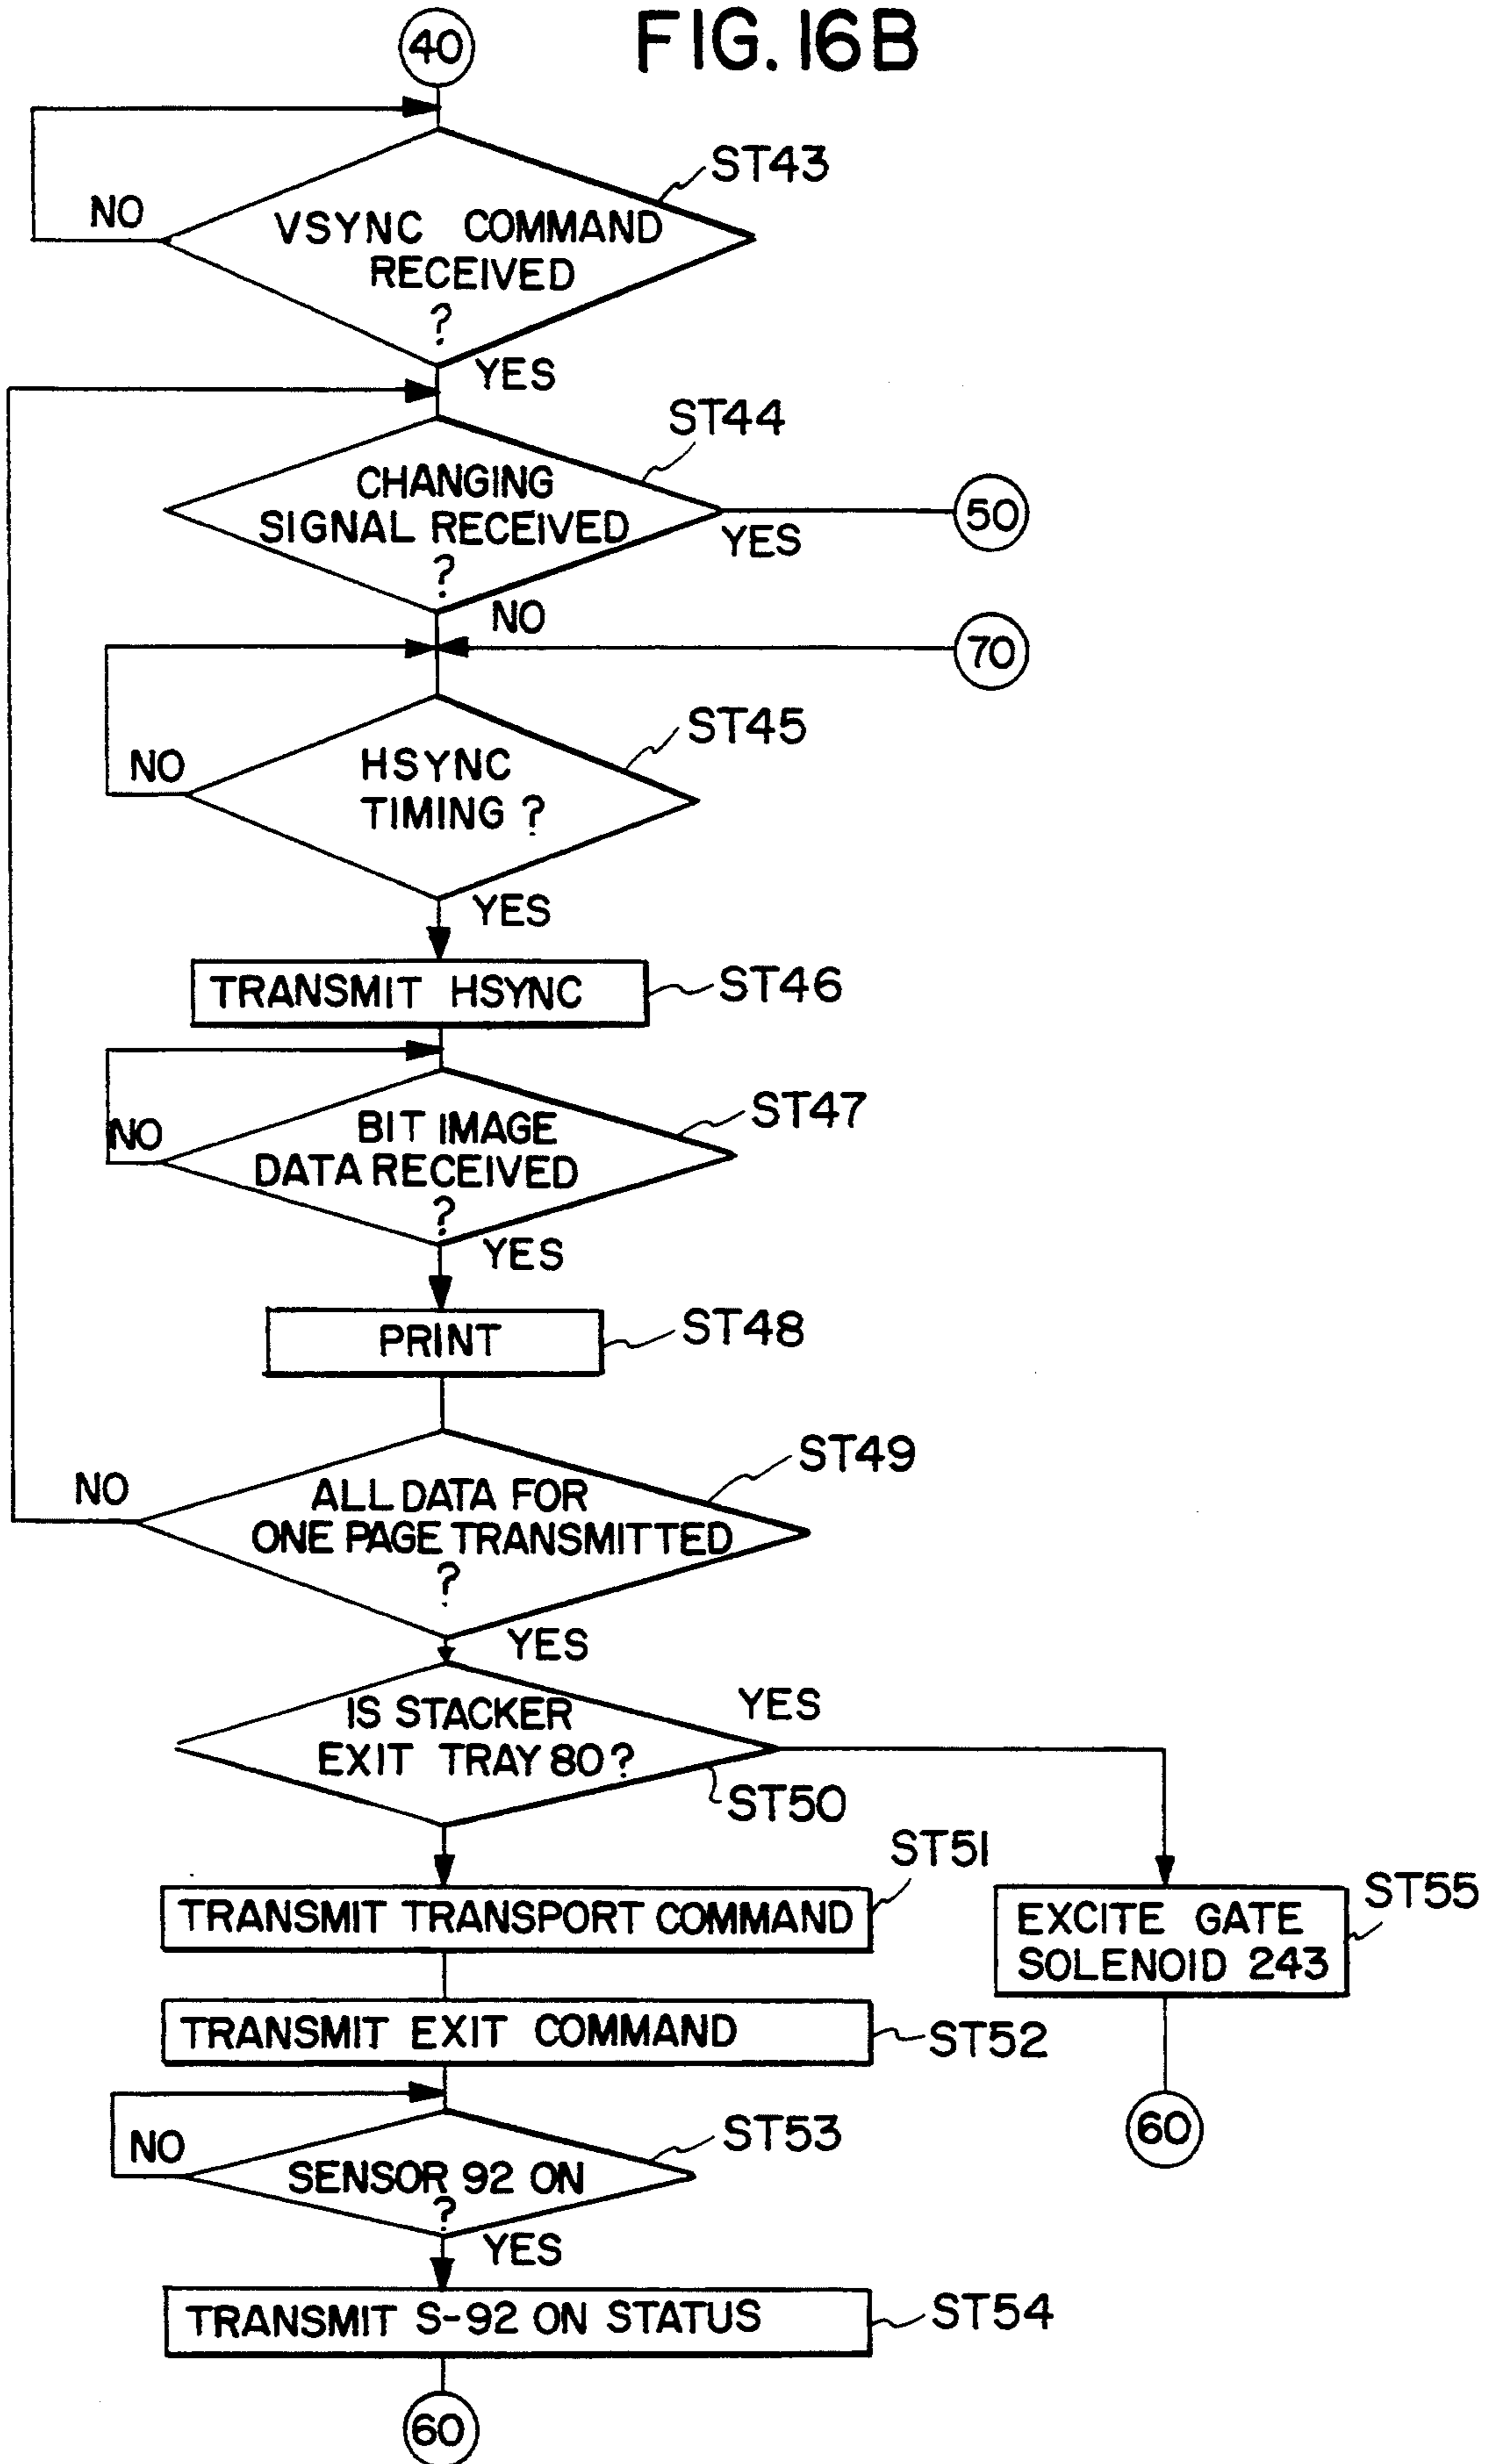 FIG. 16B
40
ST43
NO
VSYNC COMMAND
RECEIVED
?
YES
ST44
CHANGING
SIGNAL RECEIVED
?
YES
50
NO
70
ST45
NO
HSYNC
TIMING ?
YES
TRANSMIT HSYNC
ST46
ST47
NO
BIT IMAGE
DATA RECEIVED
?
YES
PRINT
ST48
ST49
NO
ALL DATA FOR
ONE PAGE TRANSMITTED
?
YES
IS STACKER
EXIT TRAY 80?
YES
ST50
ST51
TRANSMIT TRANSPORT COMMAND
ST55
EXCITE GATE
SOLENOID 243
TRANSMIT EXIT COMMAND
ST52
60
ST53
NO
SENSOR 92 ON
?
YES
TRANSMIT S-92 ON STATUS
ST54
60